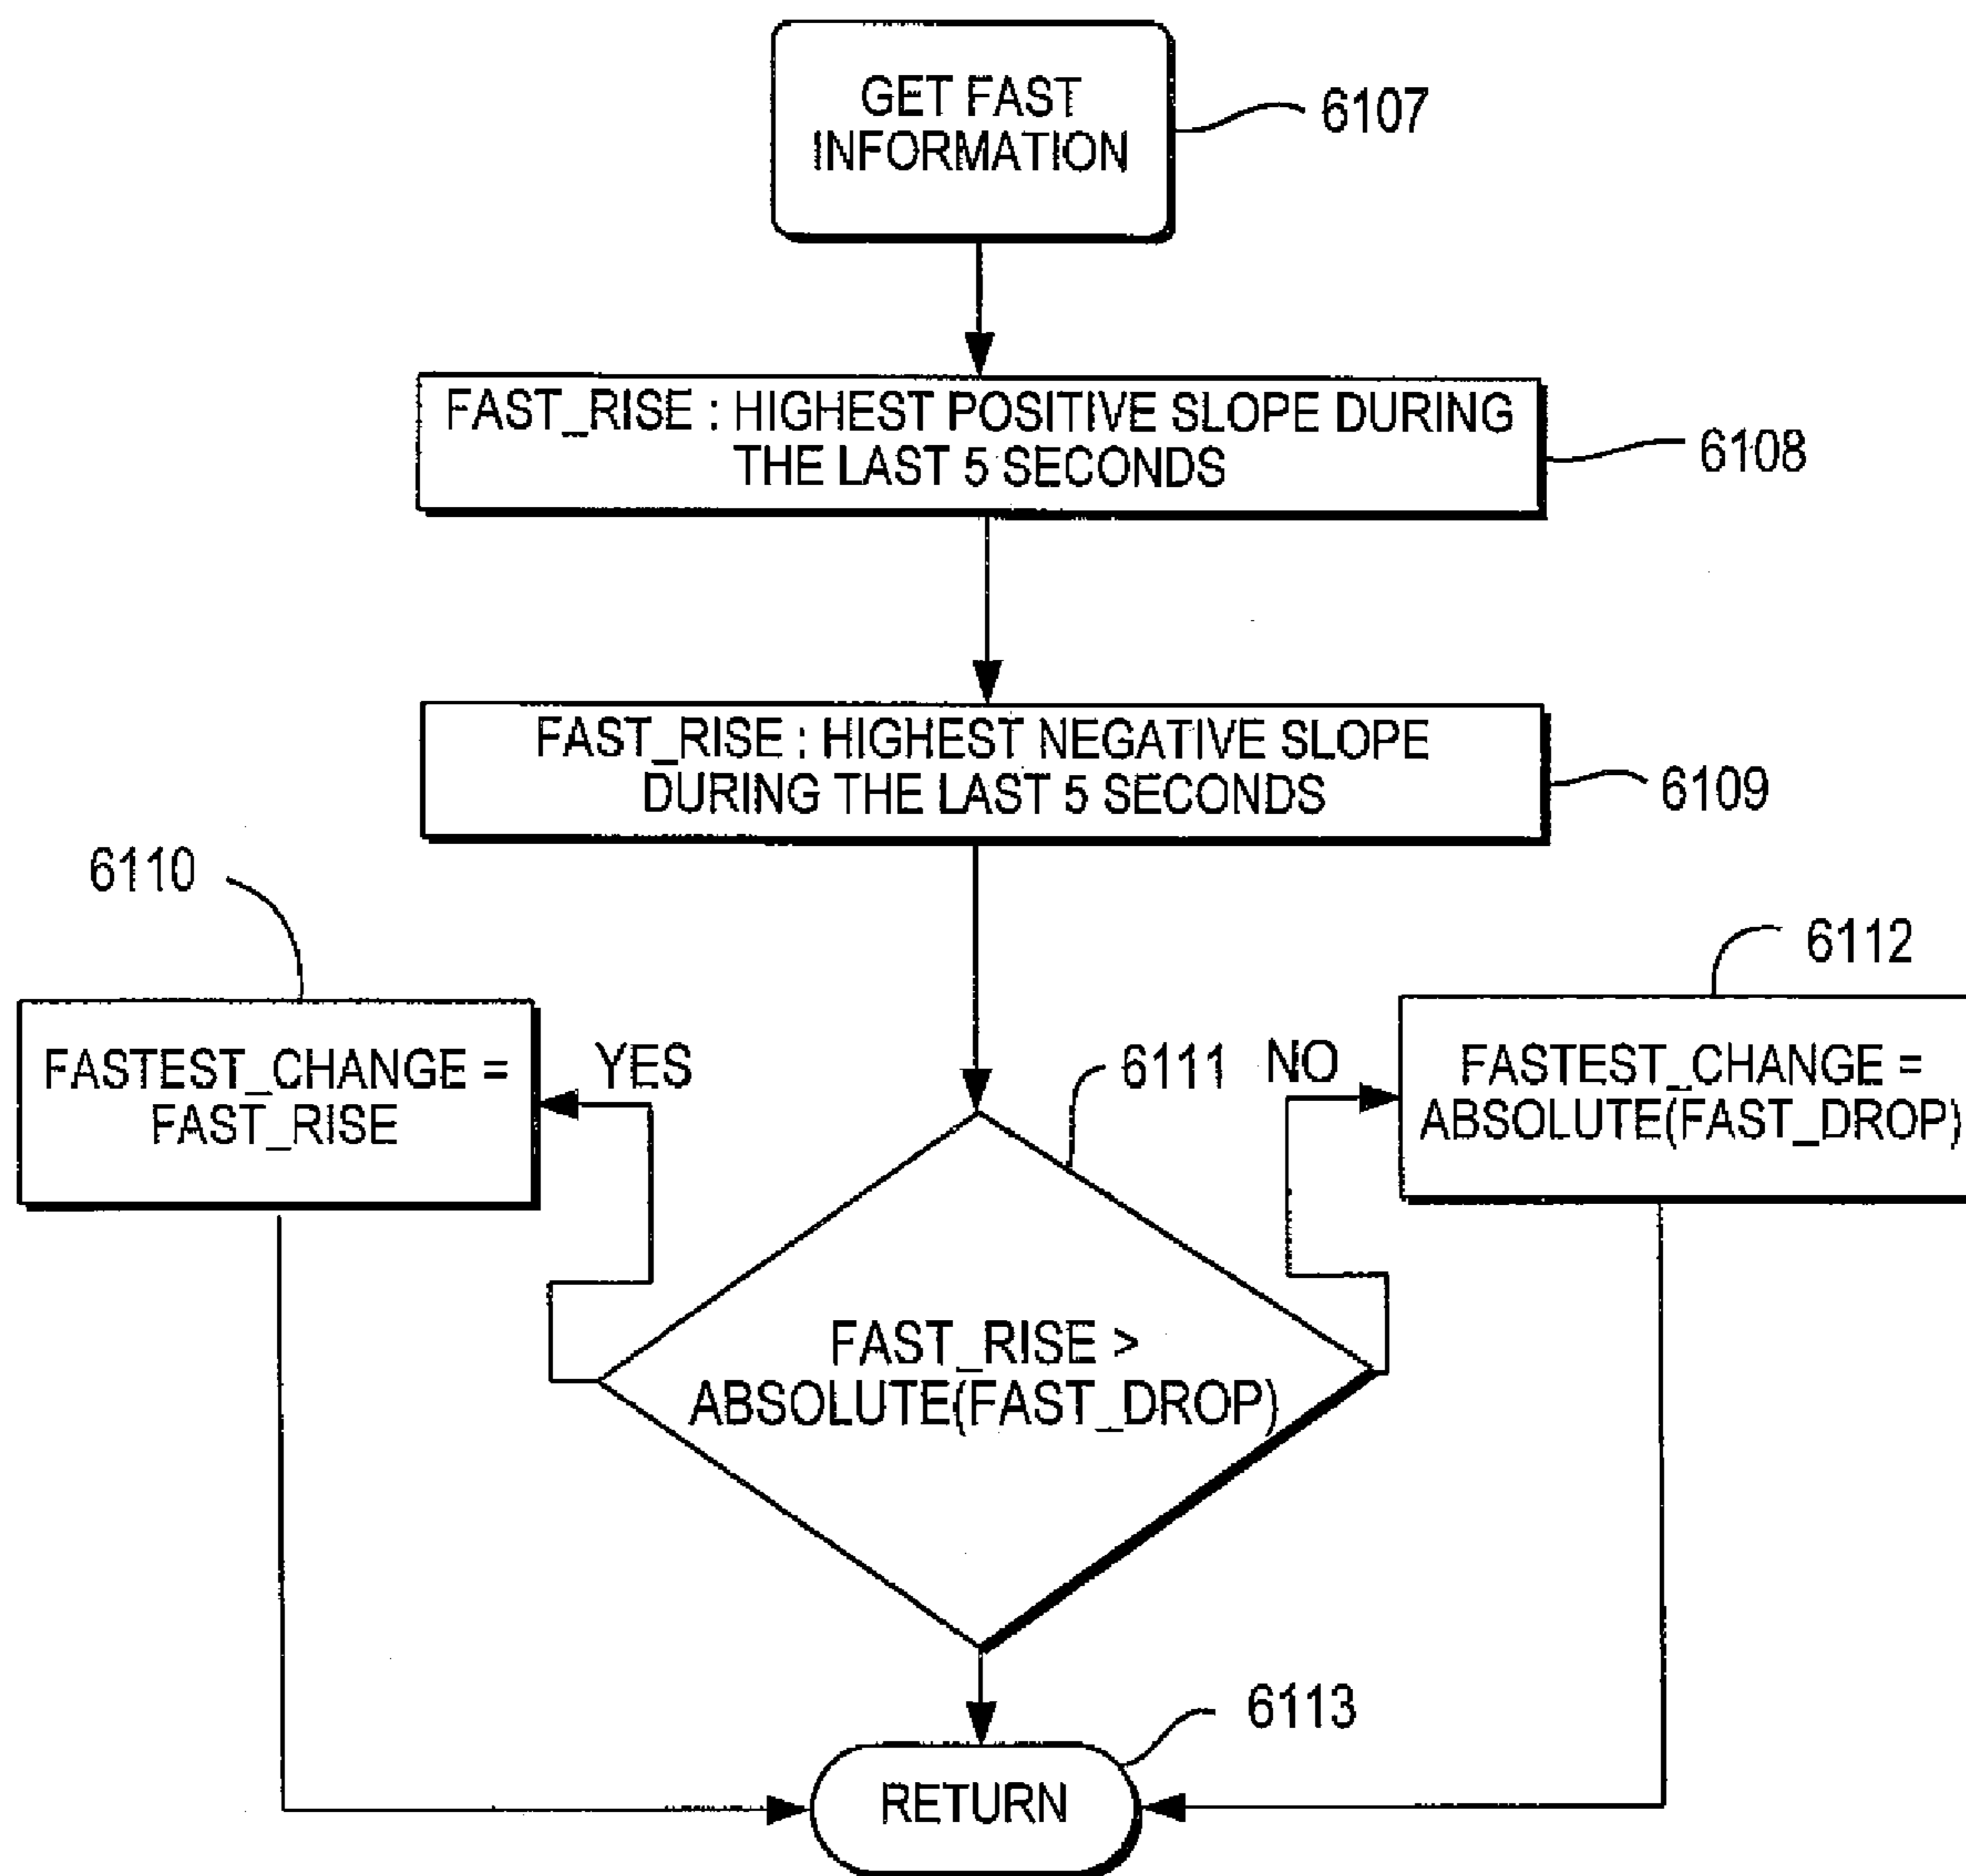 GET FAST
INFORMATION
6107
FAST_RISE : HIGHEST POSITIVE SLOPE DURING
THE LAST 5 SECONDS
6108
FAST_RISE : HIGHEST NEGATIVE SLOPE
DURING THE LAST 5 SECONDS
6109
6110
FASTEST_CHANGE =
FAST_RISE
YES
6111
NO
6112
FASTEST_CHANGE =
ABSOLUTE(FAST_DROP)
FAST_RISE >
ABSOLUTE(FAST_DROP)
6113
RETURN